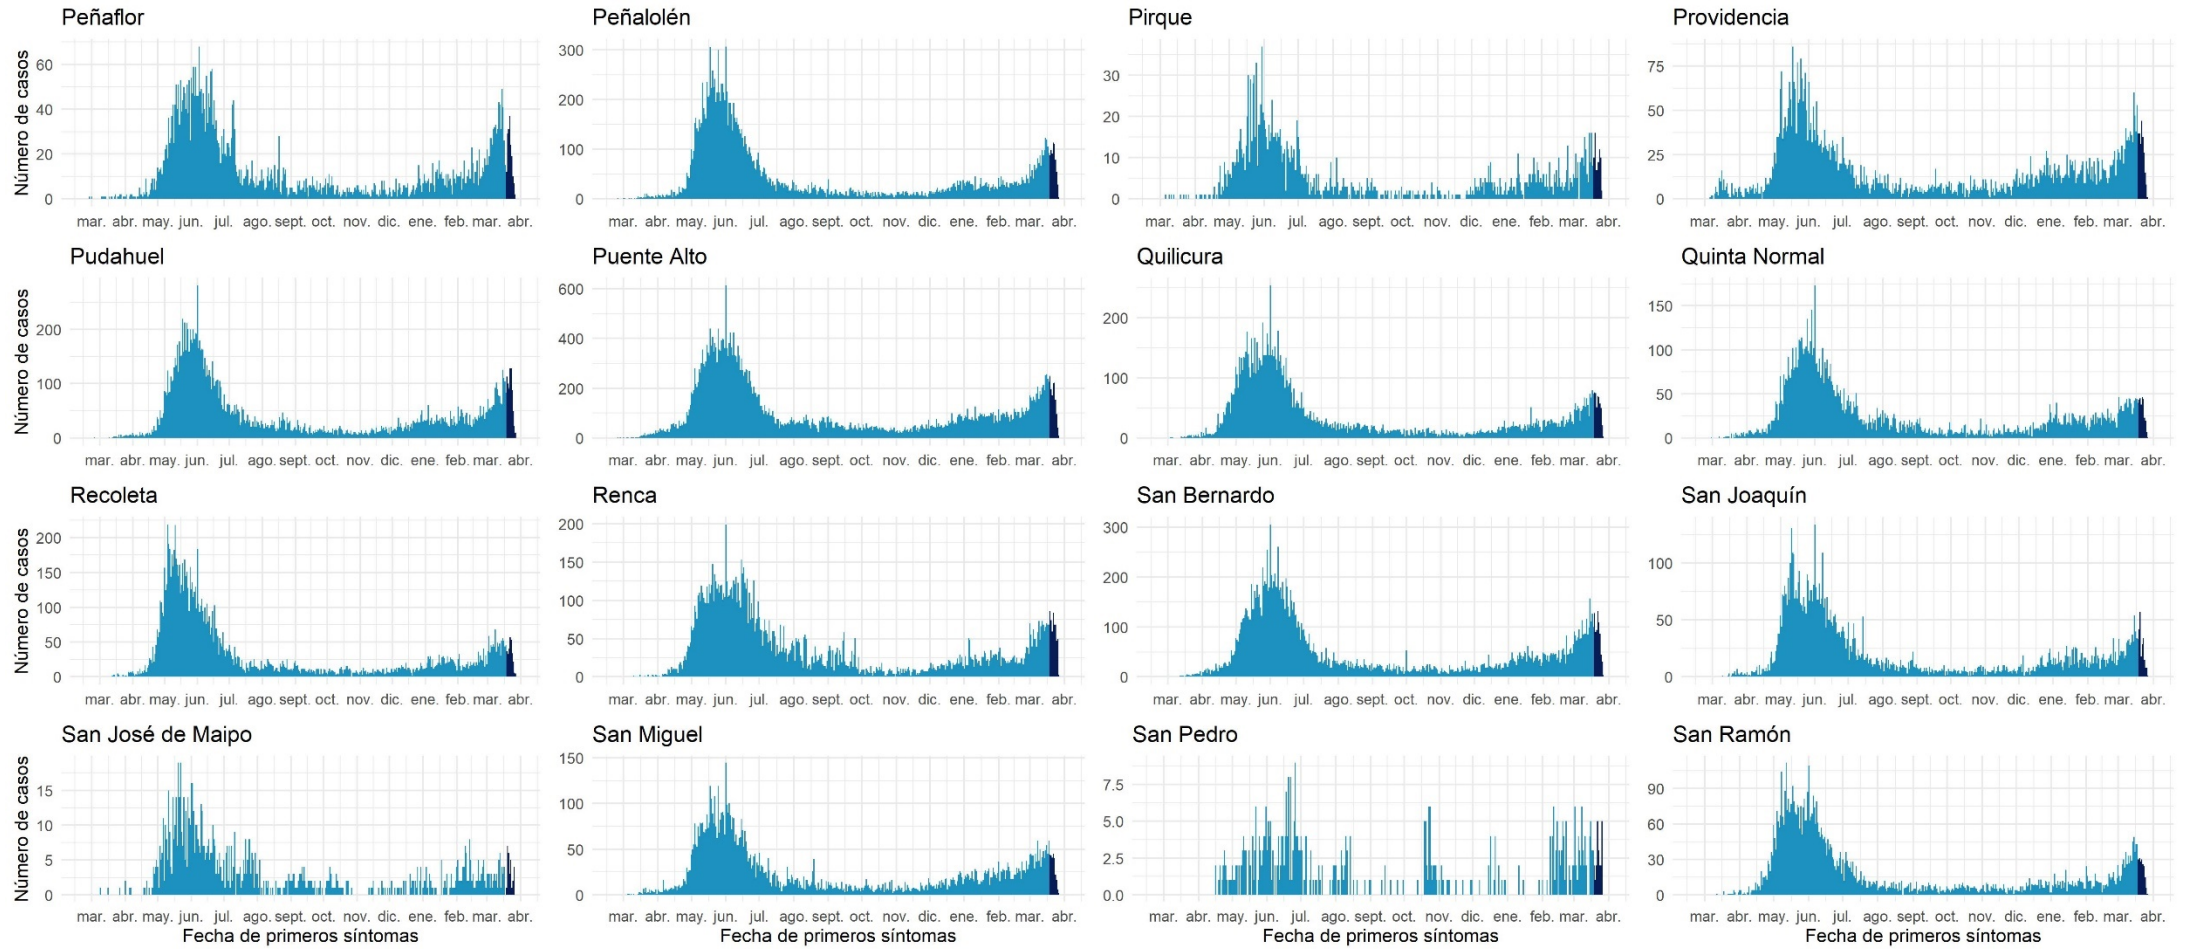 Peñaflor
Peñalolén
Pirque
Providencia
Número de casos
60
40
20
0
300
200
100
0
30
20
10
0
75
50
25
0
mar. abr. may. jun. jul. ago. sept. oct. nov. dic. ene. feb. mar. abr.
mar. abr. may. jun. jul. ago. sept. oct. nov. dic. ene. feb. mar. abr.
mar. abr. may. jun. jul. ago. sept. oct. nov. dic. ene. feb. mar. abr.
mar. abr. may. jun. jul. ago. sept. oct. nov. dic. ene. feb. mar. abr.
Pudahuel
Puente Alto
Quilicura
Quinta Normal
Número de casos
200
100
0
600
400
200
0
200
100
0
150
100
50
0
mar. abr. may. jun. jul. ago. sept. oct. nov. dic. ene. feb. mar. abr.
mar. abr. may. jun. jul. ago. sept. oct. nov. dic. ene. feb. mar. abr.
mar. abr. may. jun. jul. ago. sept. oct. nov. dic. ene. feb. mar. abr.
mar. abr. may. jun. jul. ago. sept. oct. nov. dic. ene. feb. mar. abr.
Recoleta
Renca
San Bernardo
San Joaquín
Número de casos
200
150
100
50
0
200
150
100
50
0
300
200
100
0
100
50
0
mar. abr. may. jun. jul. ago. sept. oct. nov. dic. ene. feb. mar. abr.
mar. abr. may. jun. jul. ago. sept. oct. nov. dic. ene. feb. mar. abr.
mar. abr. may. jun. jul. ago. sept. oct. nov. dic. ene. feb. mar. abr.
mar. abr. may. jun. jul. ago. sept. oct. nov. dic. ene. feb. mar. abr.
San José de Maipo
San Miguel
San Pedro
San Ramón
Número de casos
15
10
5
0
150
100
50
0
7.5
5.0
2.5
0.0
90
60
30
0
mar. abr. may. jun. jul. ago. sept. oct. nov. dic. ene. feb. mar. abr.
mar. abr. may. jun. jul. ago. sept. oct. nov. dic. ene. feb. mar. abr.
mar. abr. may. jun. jul. ago. sept. oct. nov. dic. ene. feb. mar. abr.
mar. abr. may. jun. jul. ago. sept. oct. nov. dic. ene. feb. mar. abr.
Fecha de primeros síntomas
Fecha de primeros síntomas
Fecha de primeros síntomas
Fecha de primeros síntomas